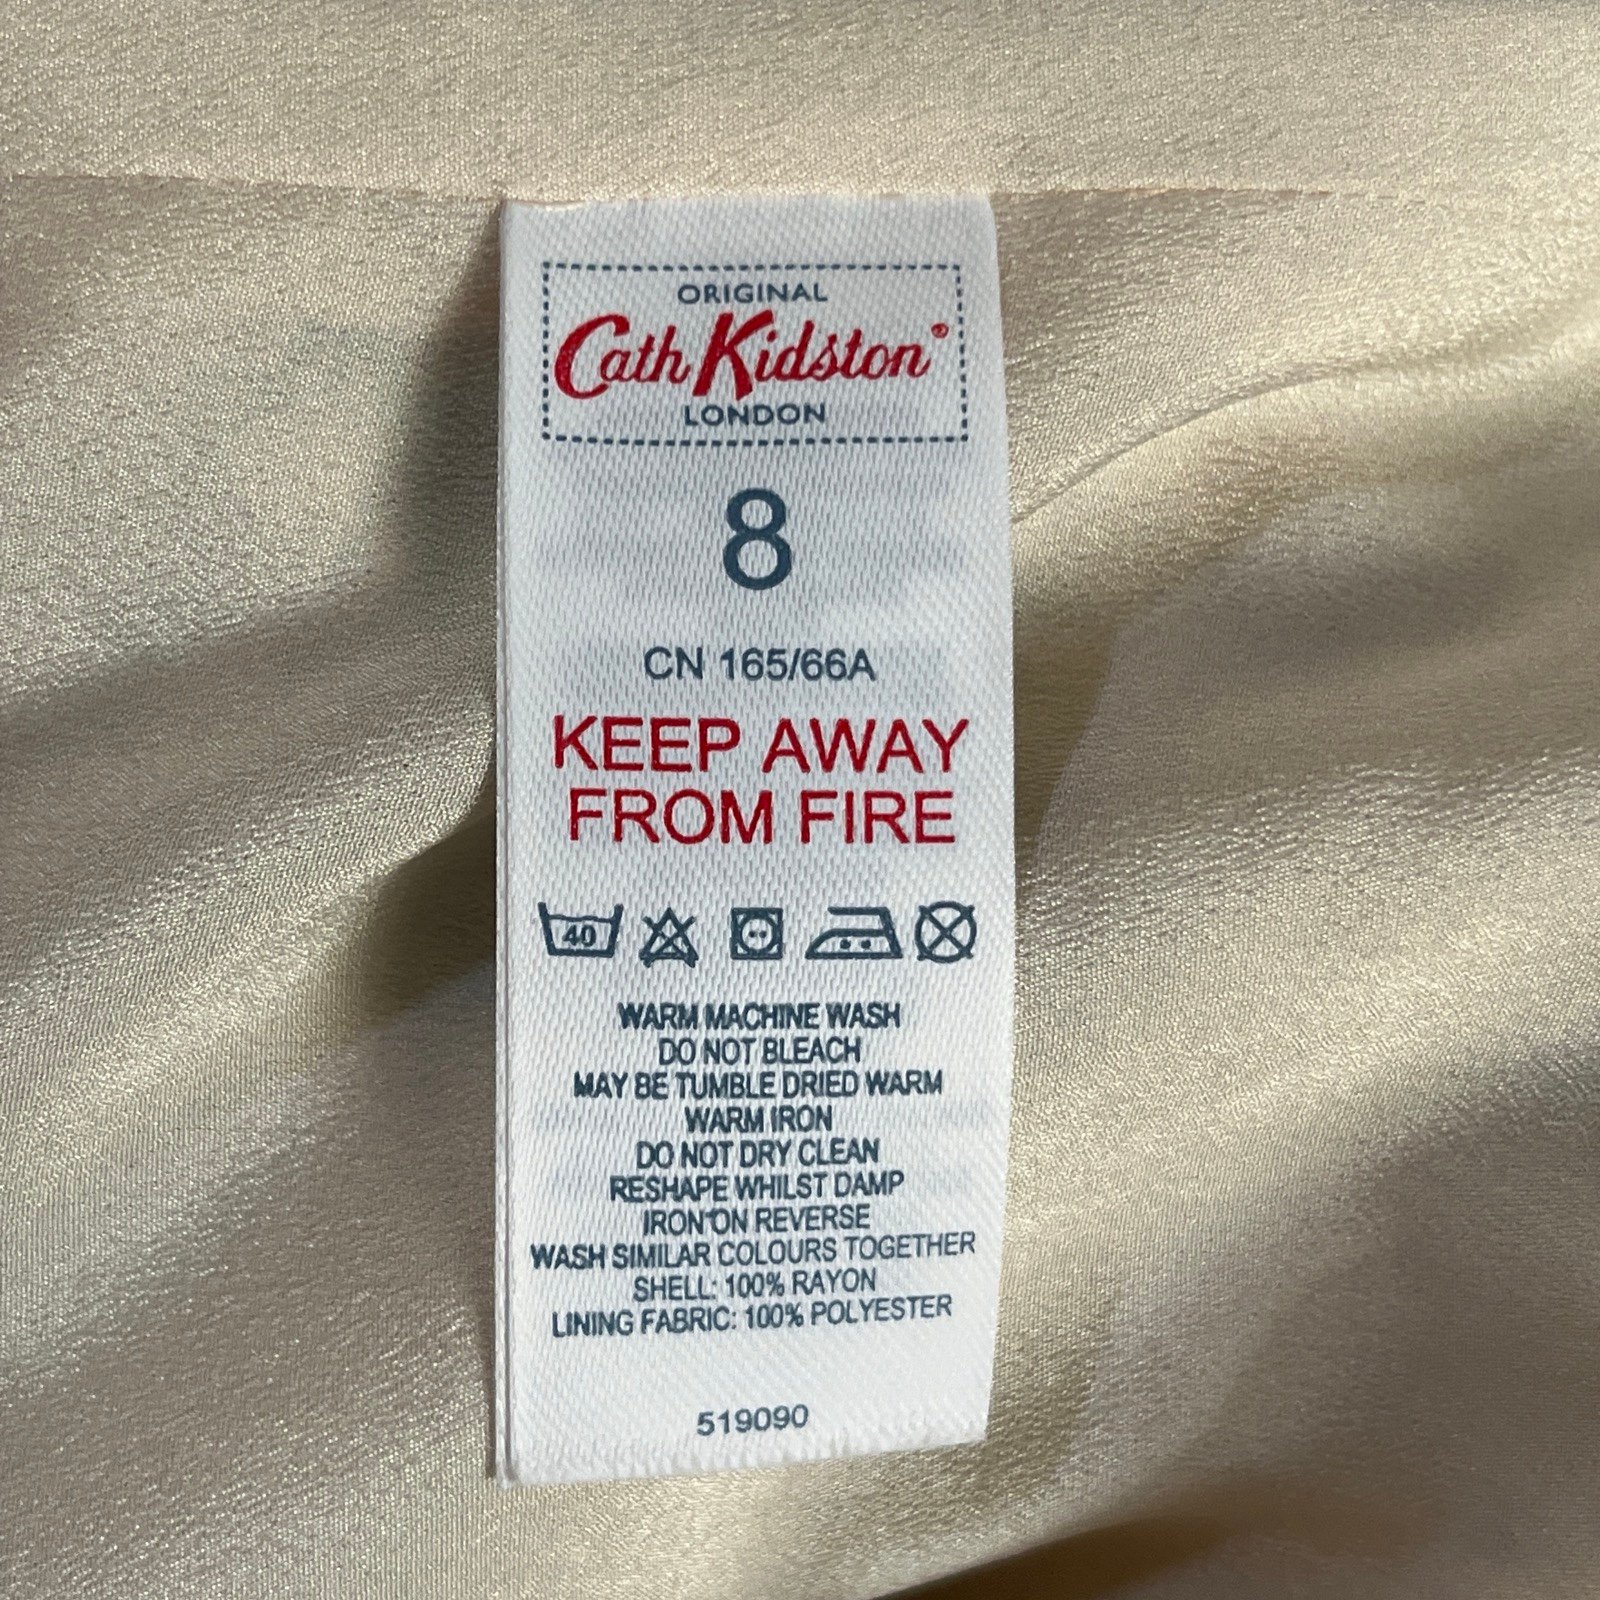 ORIGINAL
Cath Kidston®
LONDON
8
CN 165/66A
KEEP AWAY
FROM FIRE
40
WARM MACHINE WASH
DO NOT BLEACH
MAY BE TUMBLE DRIED WARM
WARM IRON
DO NOT DRY CLEAN
RESHAPE WHILST DAMP
IRON ON REVERSE
WASH SIMILAR COLOURS TOGETHER
SHELL: 100% RAYON
LINING FABRIC: 100% POLYESTER
519090